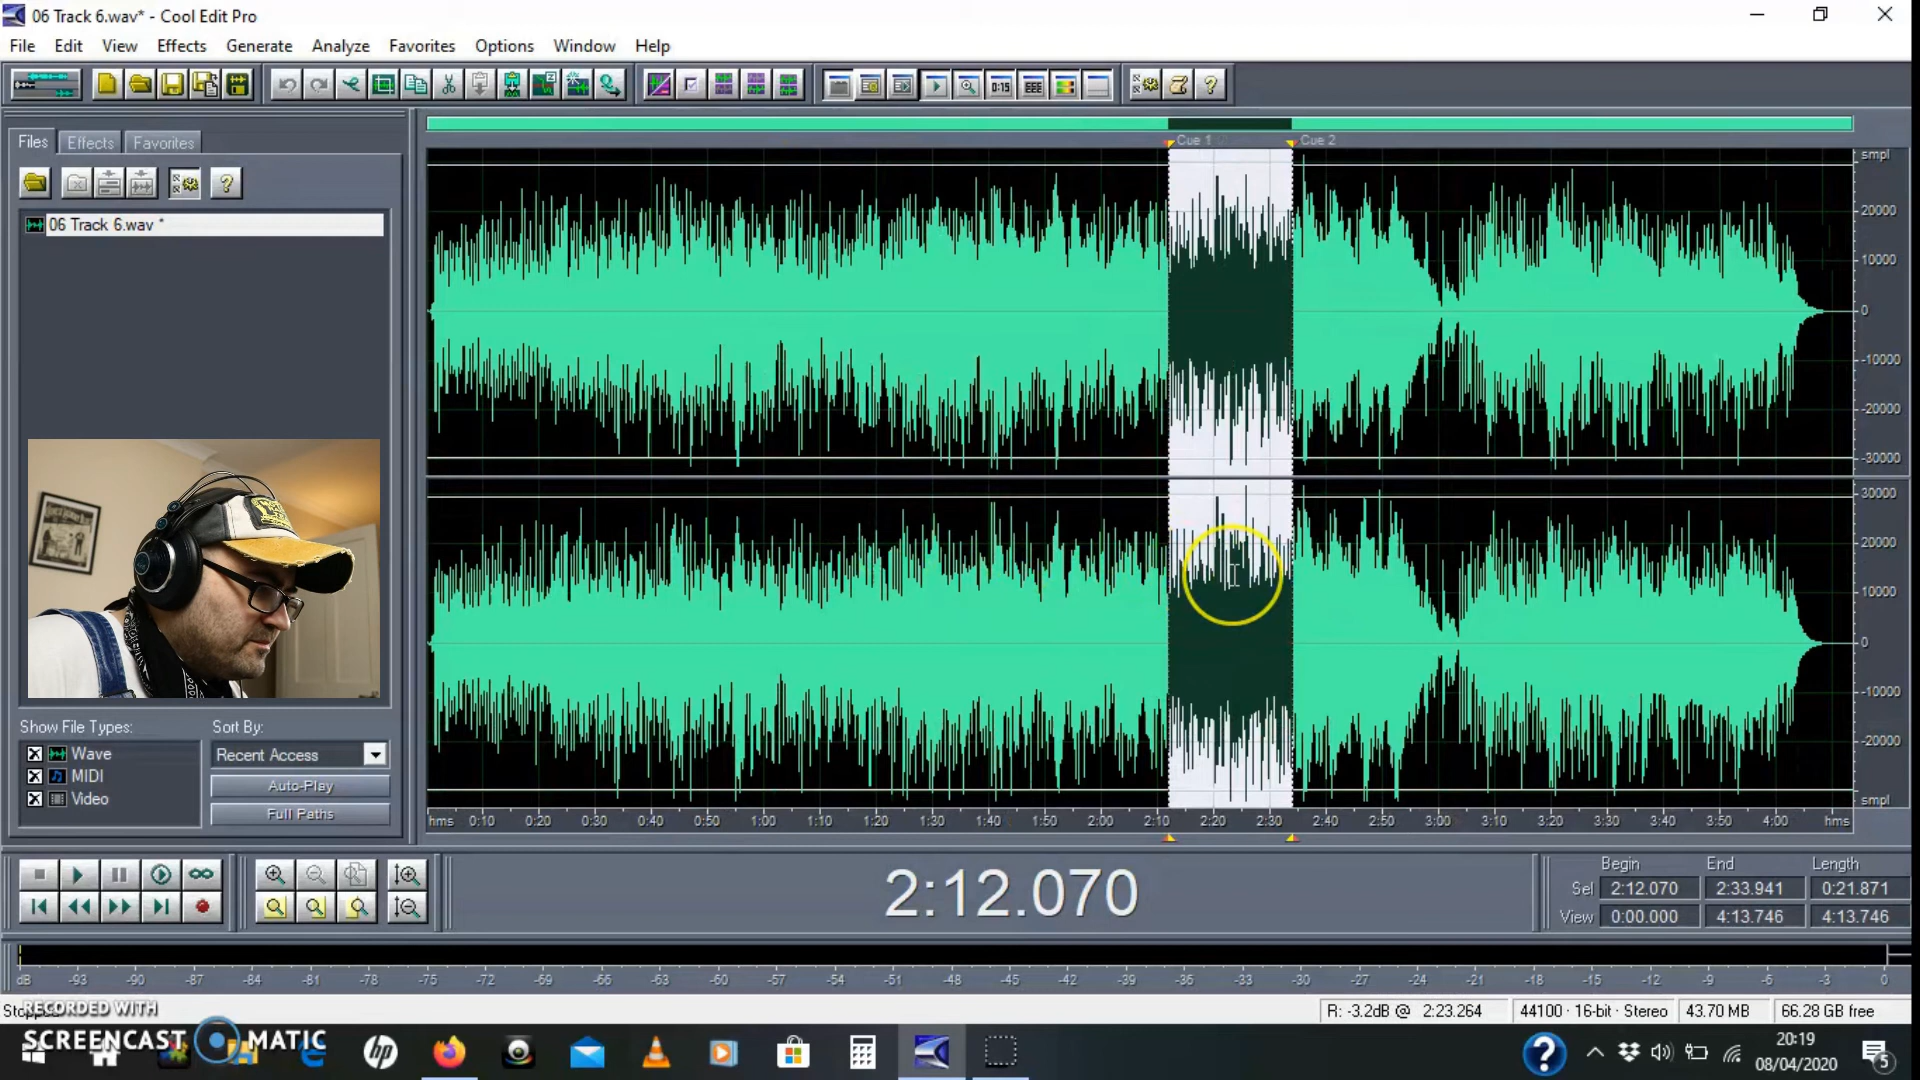 06 Track 6.wav* - Cool Edit Pro
File Edit View Effects Generate Analyze Favorites Options Window Help
0:15
Files Effects Favorites
Cue 1 Cue 2
06 Track 6.wav *
smpl
20000
10000
0
-10000
-20000
-30000
30000
20000
10000
0
-10000
-20000
smpl
Show File Types: Sort By:
Wave
MIDI
Video
Recent Access
Auto-Play
Full Paths
hms 0:10 0:20 0:30 0:40 0:50 1:00 1:10 1:20 1:30 1:40 1:50 2:00 2:10 2:20 2:30 2:40 2:50 3:00 3:10 3:20 3:30 3:40 3:50 4:00 hms
2:12.070
Begin End Length
Sel 2:12.070 2:33.941 0:21.871
View 0:00.000 4:13.746 4:13.746
dB -93 -90 -87 -84 -81 -78 -75 -72 -69 -66 -63 -60 -57 -54 -51 -48 -45 -42 -39 -36 -33 -30 -27 -24 -21 -18 -15 -12 -9 -6 -3 0
Stopped
R: -3.2dB @ 2:23.264 44100 · 16-bit · Stereo 43.70 MB 66.28 GB free
RECORDED WITH
SCREENCAST MATIC
hp
20:19
08/04/2020
5